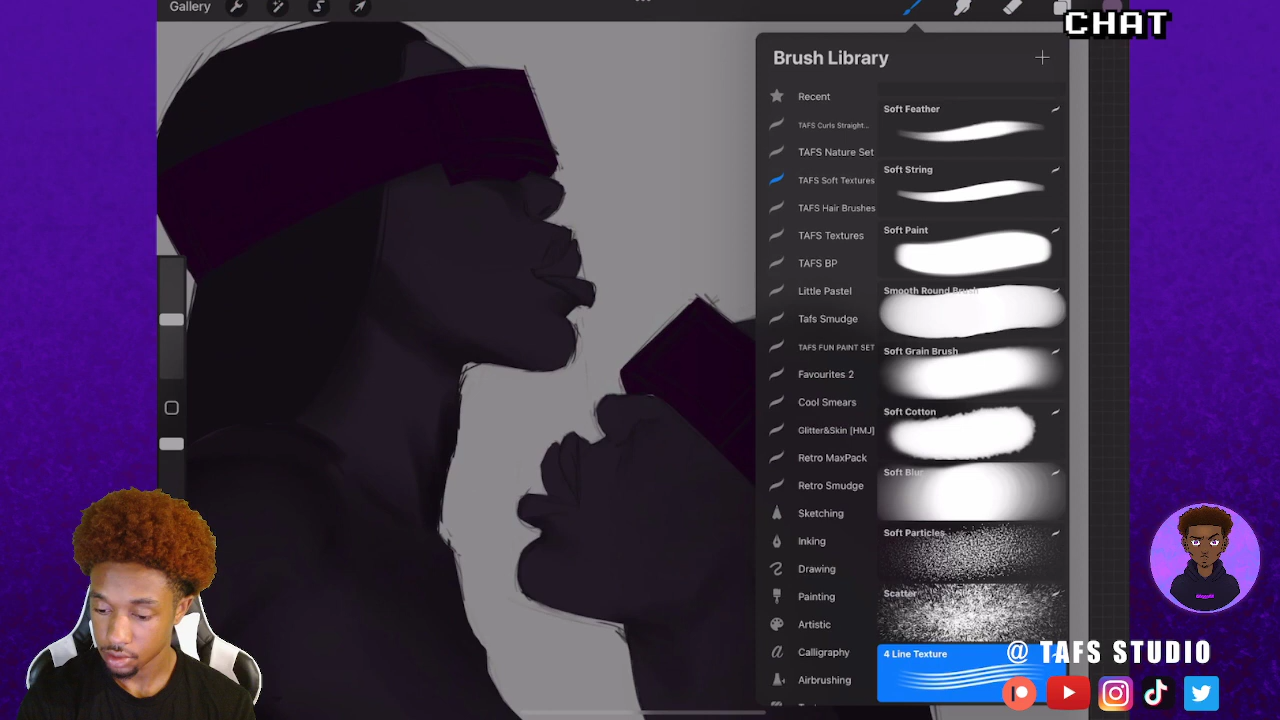 Gallery
CHAT
Brush Library
Recent
TAFS Curls Straight...
TAFS Nature Set
TAFS Soft Textures
TAFS Hair Brushes
TAFS Textures
TAFS BP
Little Pastel
Tafs Smudge
TAFS FUN PAINT SET
Favourites 2
Cool Smears
Glitter&Skin [HMJ]
Retro MaxPack
Retro Smudge
Sketching
Inking
Drawing
Painting
Artistic
Calligraphy
Airbrushing
Soft Feather
Soft String
Soft Paint
Smooth Round Brush
Soft Grain Brush
Soft Cotton
Soft Blur
Soft Particles
Scatter
4 Line Texture
@ TAFS STUDIO